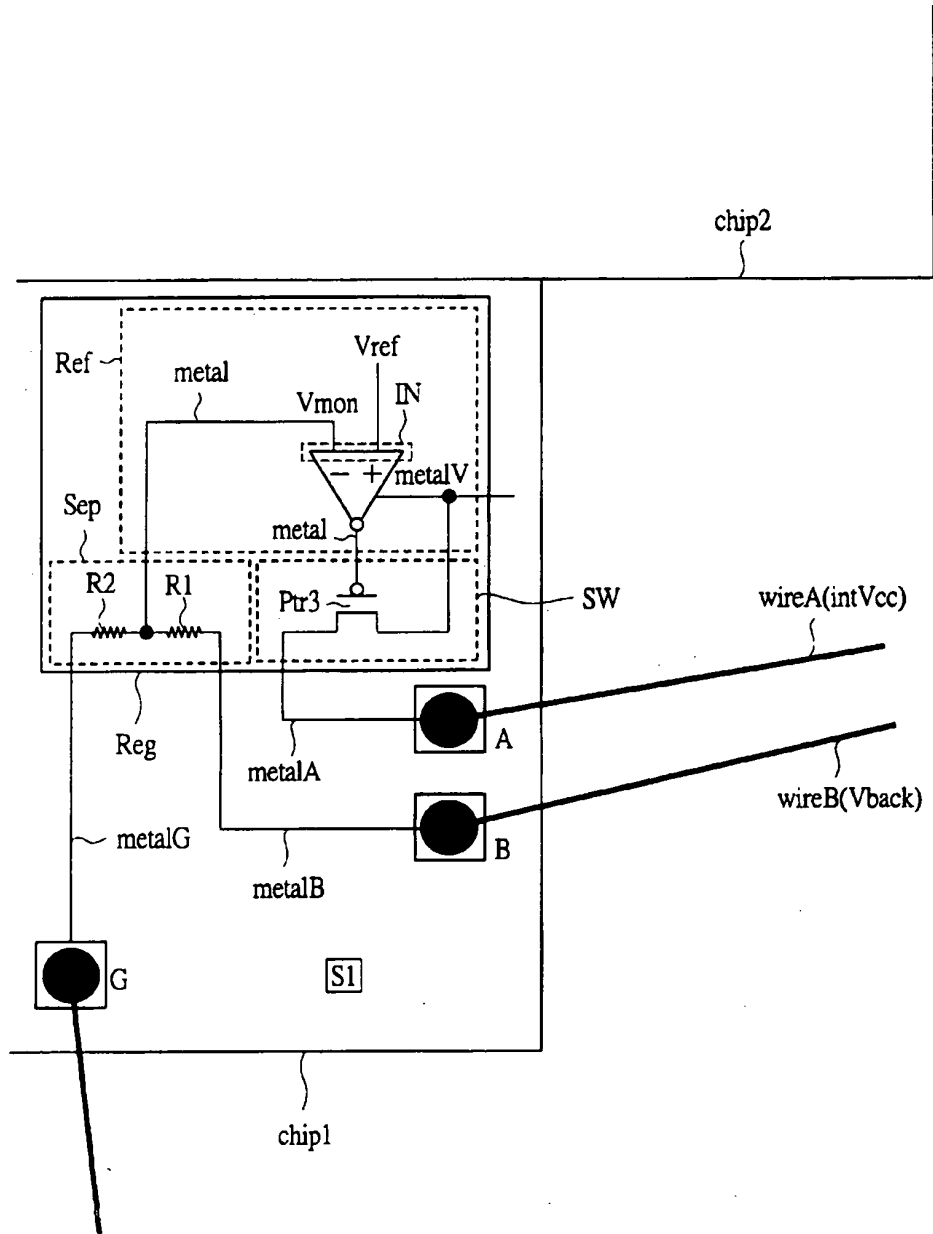 chip2
Ref
metal
Vref
Vmon
IN
− +
metalV
Sep
metal
R2
R1
Ptr3
SW
wireA(intVcc)
Reg
A
metalA
wireB(Vback)
metalG
B
metalB
G
S1
chip1